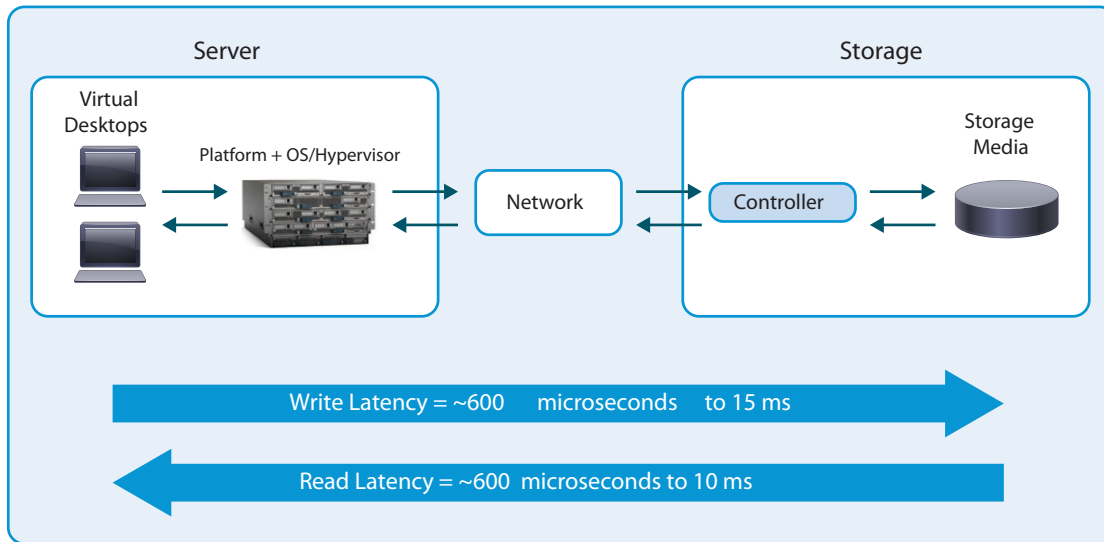 Server
Storage
Virtual
Desktops
Platform + OS/Hypervisor
Network
Controller
Storage
Media
Write Latency = ~600 microseconds to 15 ms
Read Latency = ~600 microseconds to 10 ms